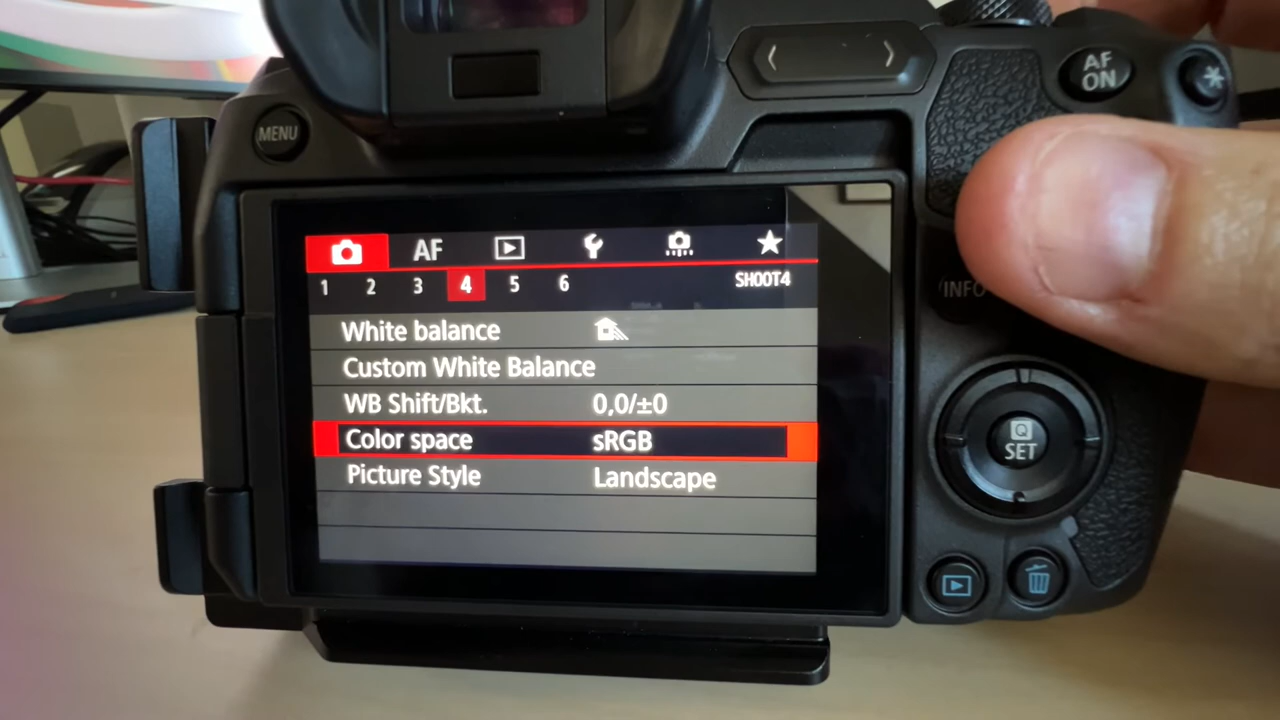 AF
ON
MENU
AF
1 2 3 4 5 6 SHOOT4
White balance
Custom White Balance
WB Shift/Bkt. 0,0/±0
Color space sRGB
Picture Style Landscape
INFO
Q
SET